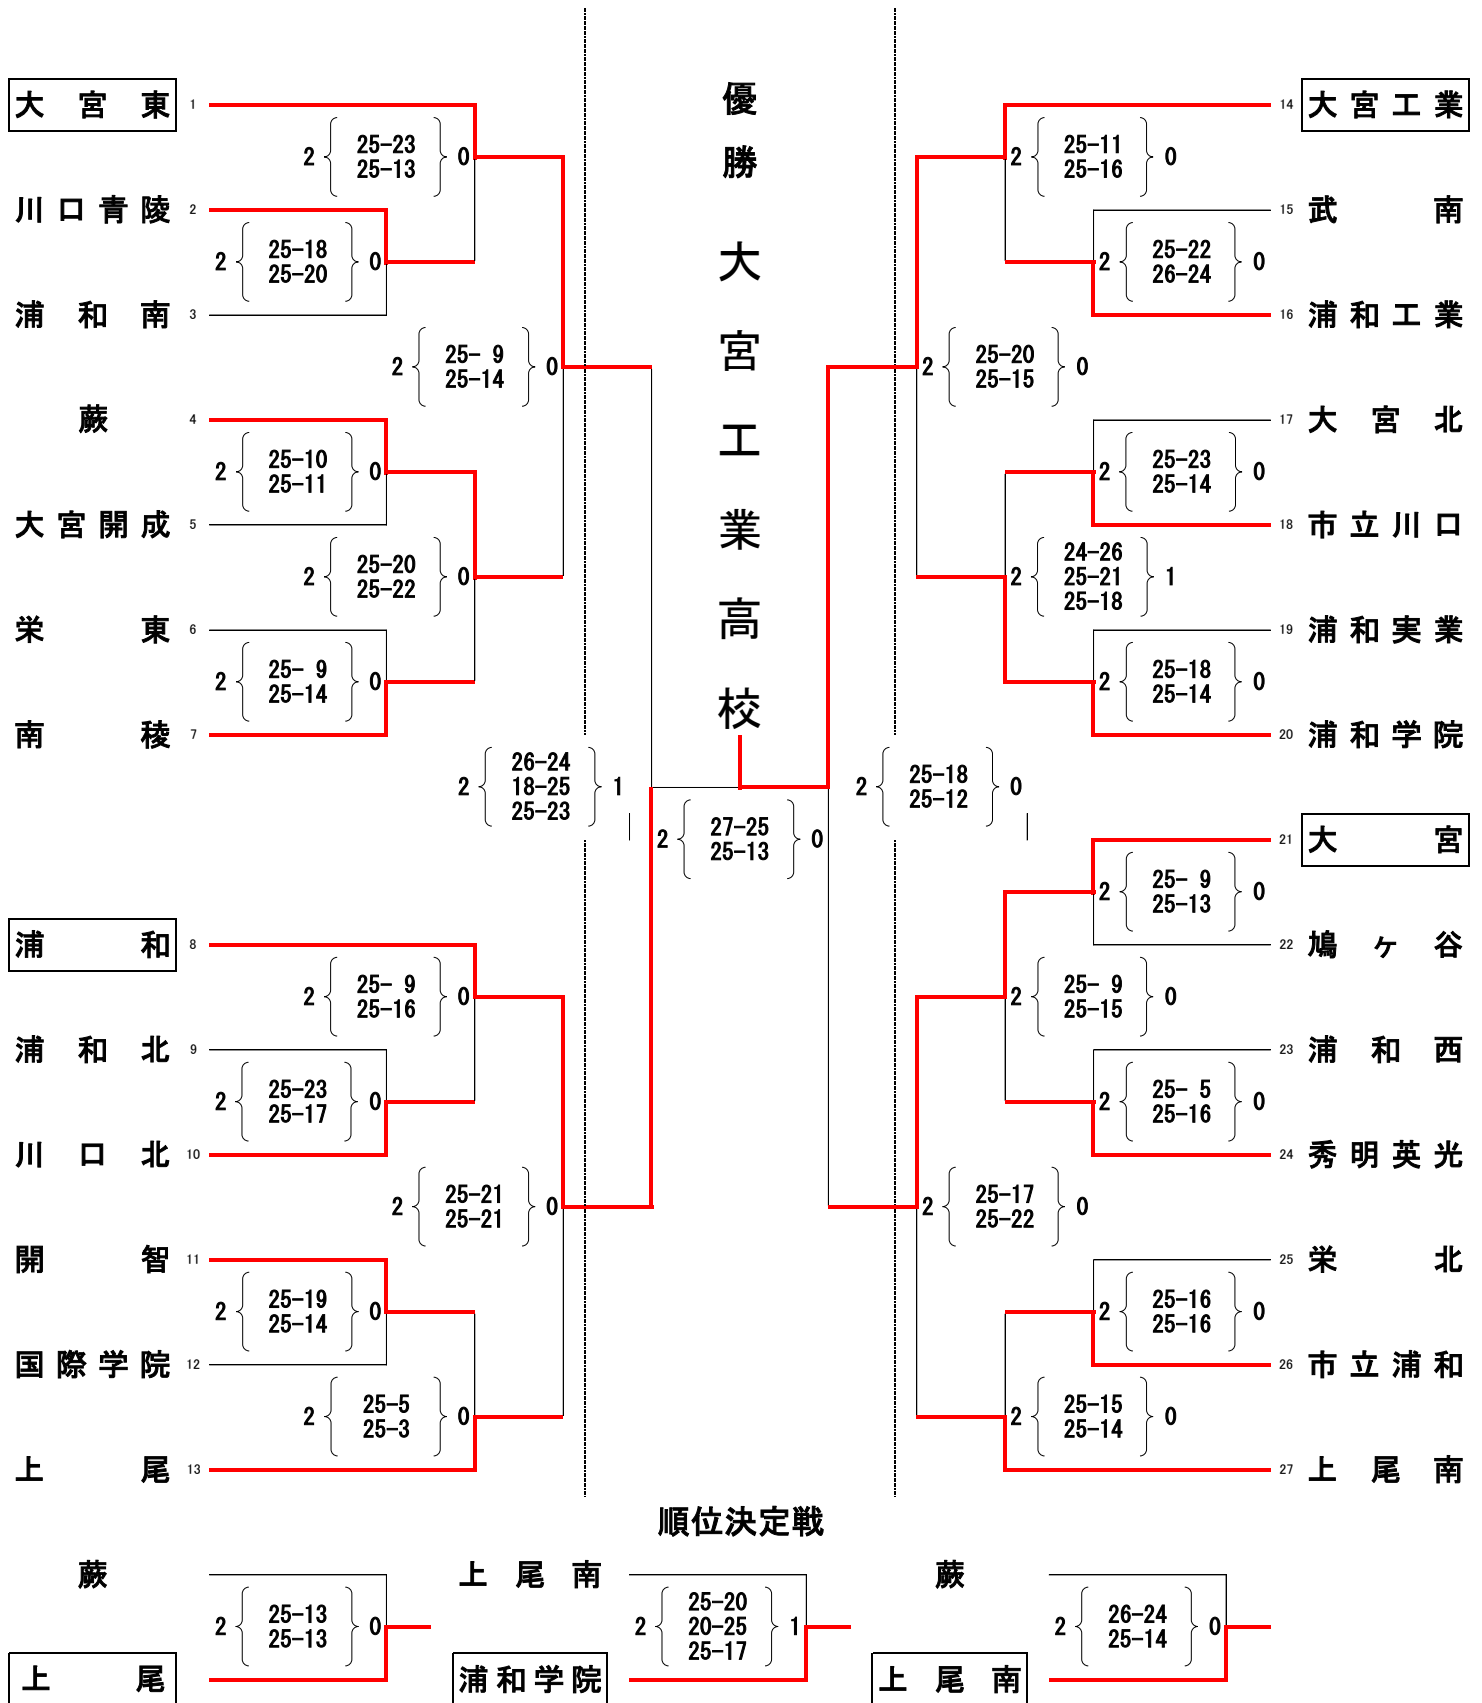 優勝 大宮工業高校
大宮東 1
2 25-23 0
25-13
川口青陵 2
2 25-18 0
25-20
浦和南 3
2 25- 9 0
25-14
蕨 4
2 25-10 0
25-11
大宮開成 5
2 25-20 0
25-22
栄東 6
2 25- 9 0
25-14
南稜 7
2 26-24 1
18-25
25-23
浦和 8
2 25- 9 0
25-16
浦和北 9
2 25-23 0
25-17
川口北 10
2 25-21 0
25-21
開智 11
2 25-19 0
25-14
国際学院 12
2 25-5 0
25-3
上尾 13
2 27-25 0
25-13
14 大宮工業
2 25-11 0
25-16
15 武南
2 25-22 0
26-24
16 浦和工業
2 25-20 0
25-15
17 大宮北
2 25-23 0
25-14
18 市立川口
2 24-26 1
25-21
25-18
19 浦和実業
2 25-18 0
25-14
20 浦和学院
2 25-18 0
25-12
21 大宮
2 25- 9 0
25-13
22 鳩ヶ谷
2 25- 9 0
25-15
23 浦和西
2 25- 5 0
25-16
24 秀明英光
2 25-17 0
25-22
25 栄北
2 25-16 0
25-16
26 市立浦和
2 25-15 0
25-14
27 上尾南
順位決定戦
蕨
2 25-13 0
25-13
上尾
上尾南
2 25-20 1
20-25
25-17
浦和学院
蕨
2 26-24 0
25-14
上尾南